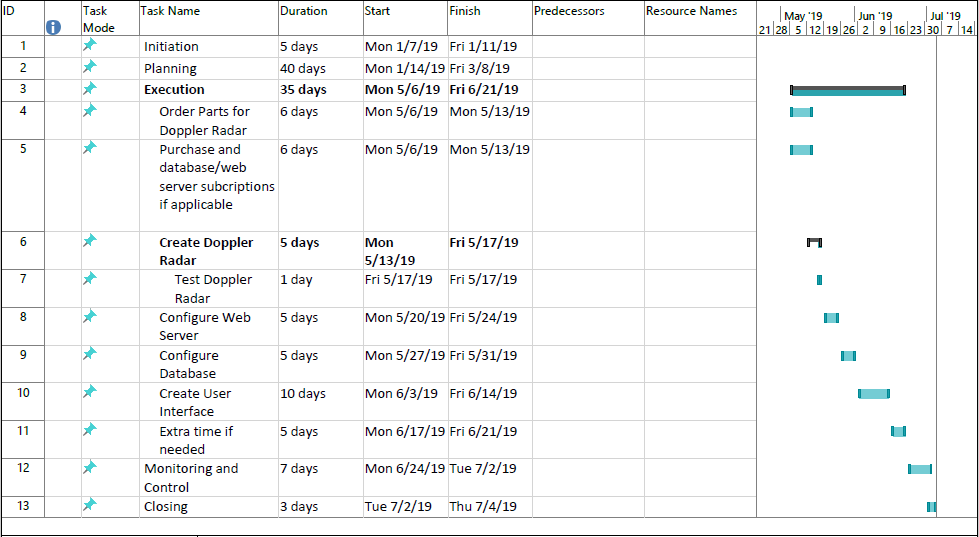 ID Task Mode Task Name Duration Start Finish Predecessors Resource Names
May '19 Jun '19 Jul '19
21 28 5 12 19 26 2 9 16 23 30 7 14
1 Initiation 5 days Mon 1/7/19 Fri 1/11/19
2 Planning 40 days Mon 1/14/19 Fri 3/8/19
3 Execution 35 days Mon 5/6/19 Fri 6/21/19
4 Order Parts for 6 days Mon 5/6/19 Mon 5/13/19
Doppler Radar
5 Purchase and 6 days Mon 5/6/19 Mon 5/13/19
database/web
server subcriptions
if applicable
6 Create Doppler 5 days Mon Fri 5/17/19
Radar 5/13/19
7 Test Doppler 1 day Fri 5/17/19 Fri 5/17/19
Radar
8 Configure Web 5 days Mon 5/20/19 Fri 5/24/19
Server
9 Configure 5 days Mon 5/27/19 Fri 5/31/19
Database
10 Create User 10 days Mon 6/3/19 Fri 6/14/19
Interface
11 Extra time if 5 days Mon 6/17/19 Fri 6/21/19
needed
12 Monitoring and 7 days Mon 6/24/19 Tue 7/2/19
Control
13 Closing 3 days Tue 7/2/19 Thu 7/4/19